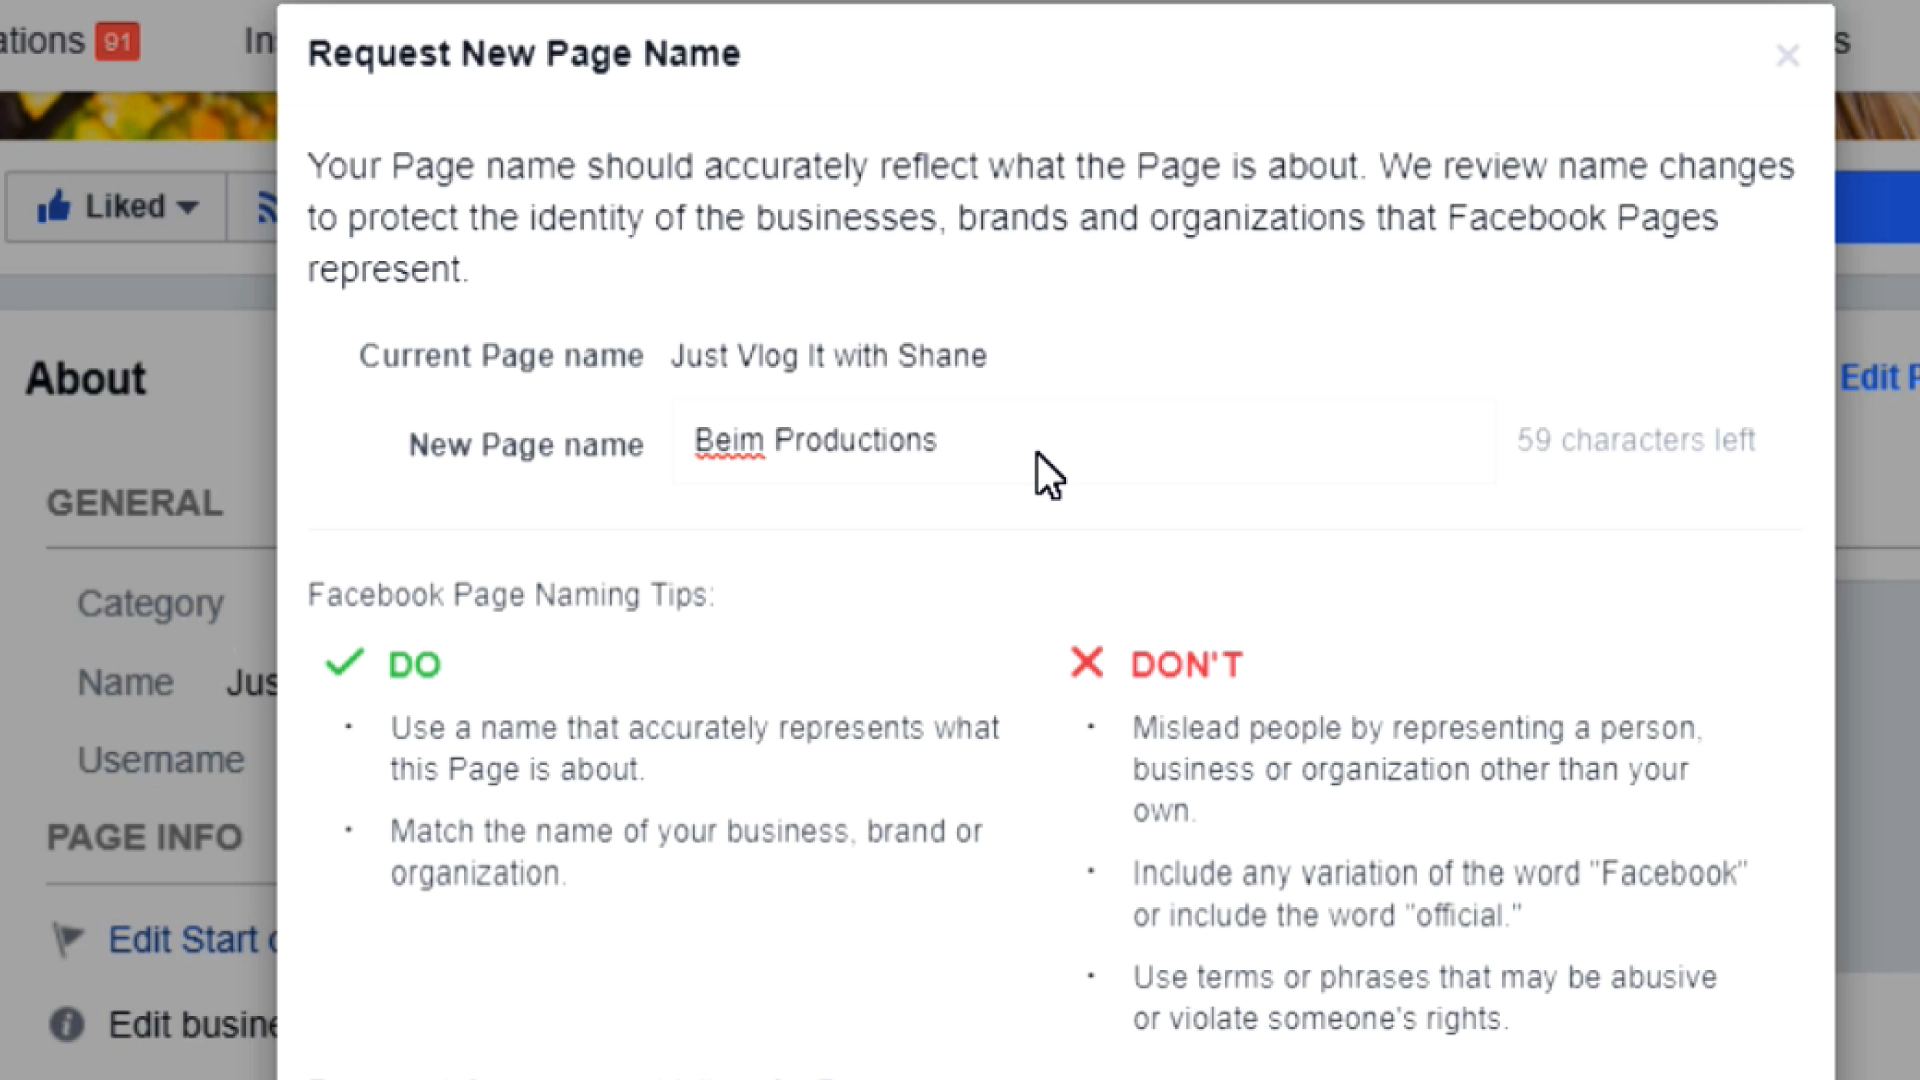 ations 91
In
s
Request New Page Name
Your Page name should accurately reflect what the Page is about. We review name changes
to protect the identity of the businesses, brands and organizations that Facebook Pages
represent.
Liked
Current Page name Just Vlog It with Shane
About
Edit P
New Page name Beim Productions 59 characters left
GENERAL
Facebook Page Naming Tips:
Category
DO
DON'T
Name Jus
Use a name that accurately represents what
this Page is about.
Match the name of your business, brand or
organization.
Mislead people by representing a person,
business or organization other than your
own.
Include any variation of the word "Facebook"
or include the word "official."
Use terms or phrases that may be abusive
or violate someone's rights.
Username
PAGE INFO
Edit Start
Edit busine